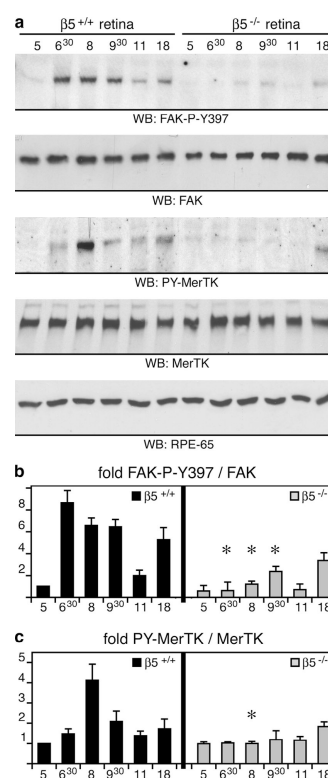 a
β5+/+ retina β5-/- retina
5 6³⁰ 8 9³⁰ 11 18 5 6³⁰ 8 9³⁰ 11 18
WB: FAK-P-Y397
WB: FAK
WB: PY-MerTK
WB: MerTK
WB: RPE-65
b fold FAK-P-Y397 / FAK
β5 +/+ β5 -/-
8
6
4
2
* * *
5 6³⁰ 8 9³⁰ 11 18 5 6³⁰ 8 9³⁰ 11 18
c fold PY-MerTK / MerTK
β5 +/+ β5 -/-
5
4
3
2
1
*
5 6³⁰ 8 9³⁰ 11 18 5 6³⁰ 8 9³⁰ 11 18